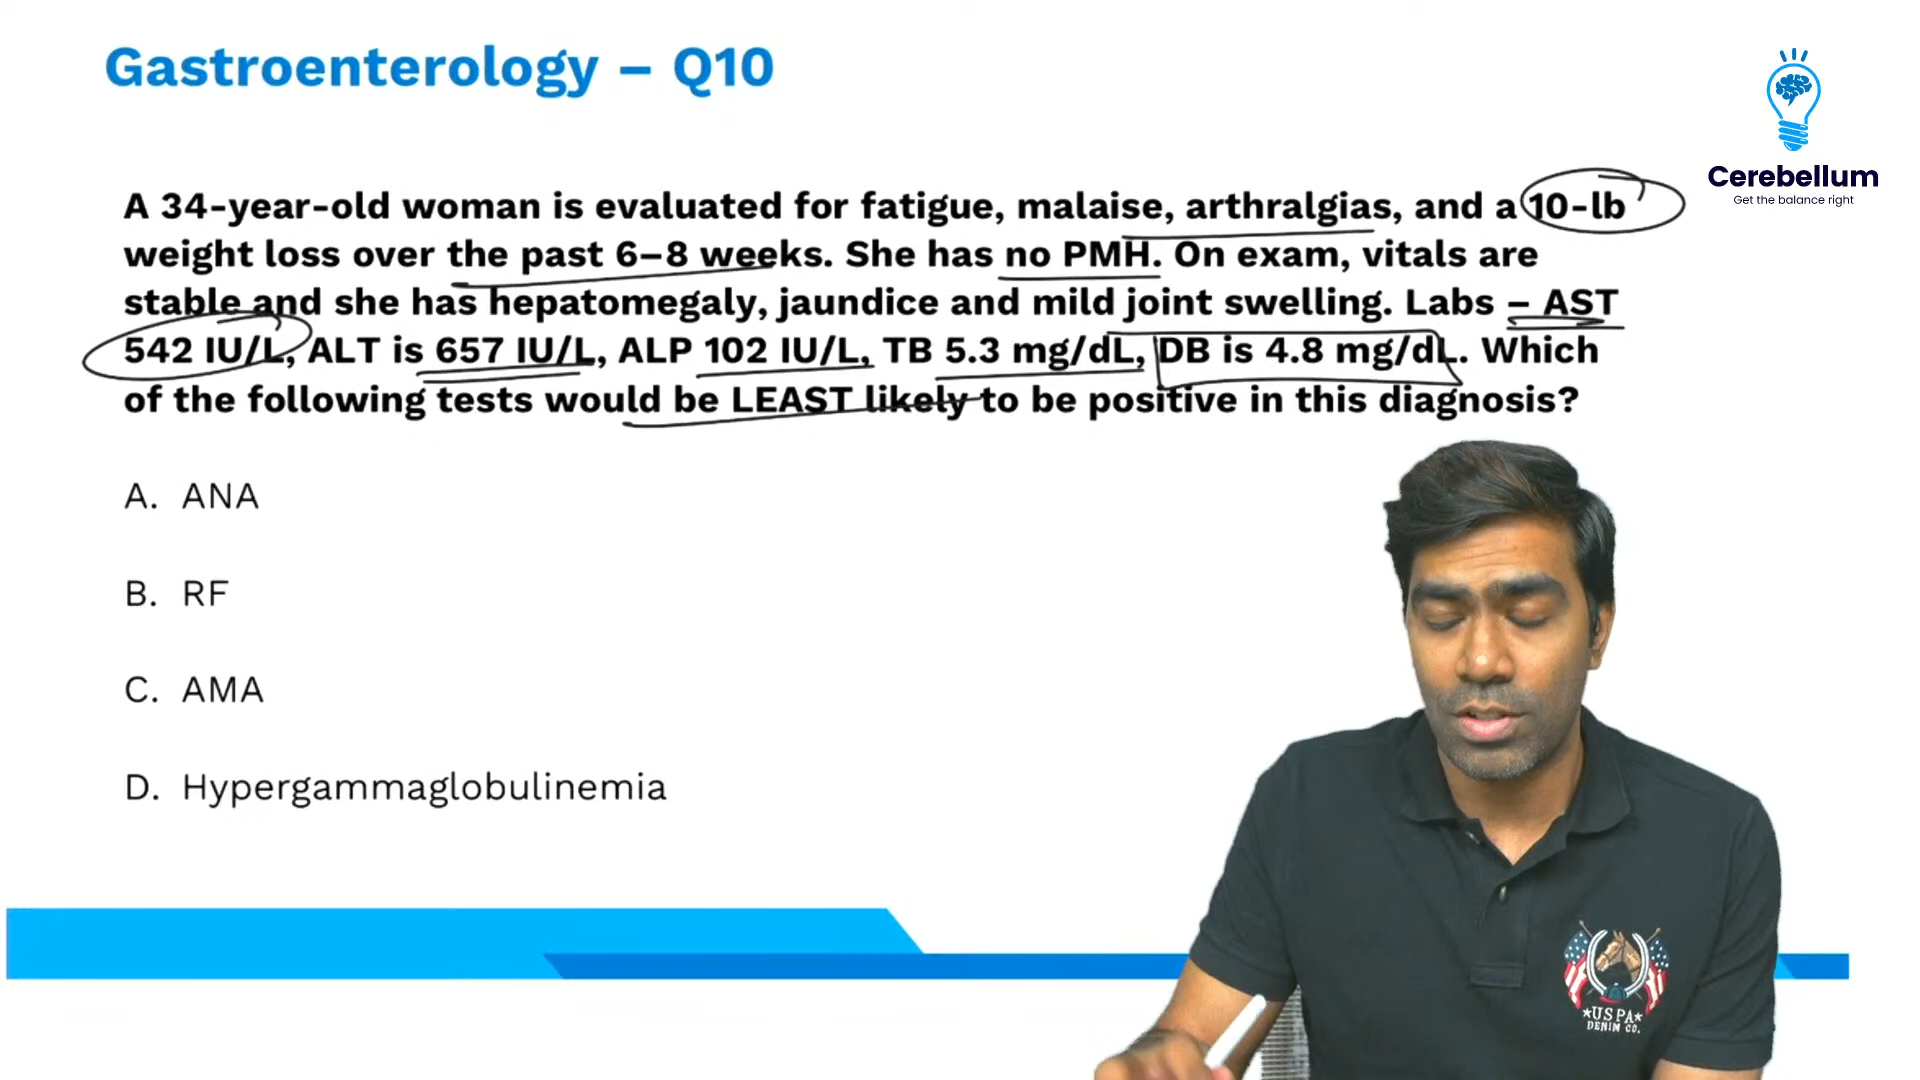 Gastroenterology – Q10
Cerebellum
Get the balance right
A 34-year-old woman is evaluated for fatigue, malaise, arthralgias, and a 10-lb
weight loss over the past 6–8 weeks. She has no PMH. On exam, vitals are
stable and she has hepatomegaly, jaundice and mild joint swelling. Labs – AST
542 IU/L, ALT is 657 IU/L, ALP 102 IU/L, TB 5.3 mg/dL, DB is 4.8 mg/dL. Which
of the following tests would be LEAST likely to be positive in this diagnosis?
A. ANA
B. RF
C. AMA
D. Hypergammaglobulinemia
★USPA★
DENIM CO.